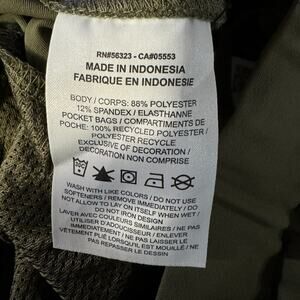 RN#56323 - CA#05553
MADE IN INDONESIA
FABRIQUE EN INDONESIE
BODY / CORPS: 88% POLYESTER
12% SPANDEX / ELASTHANNE
POCKET BAGS / COMPARTIMENTS DE
POCHE: 100% RECYCLED POLYESTER /
POLYESTER RECYCLE
EXCLUSIVE OF DECORATION /
DECORATION NON COMPRISE
WASH WITH LIKE COLORS / DO NOT USE
SOFTENERS / REMOVE IMMEDIATELY / DO
NOT ALLOW TO LAY ON ITSELF WHEN WET /
DO NOT IRON DESIGN
LAVER AVEC COULEURS SIMILAIRES / NE PAS
UTILISER D'ADOUCISSANT / ENLEVER
IMMEDIATEMENT / NE PAS LAISSER LE
VETEMENT PLIÉ LORSQU'IL EST MOUILLÉ / NE
PAS REPASSER LE DESSIN